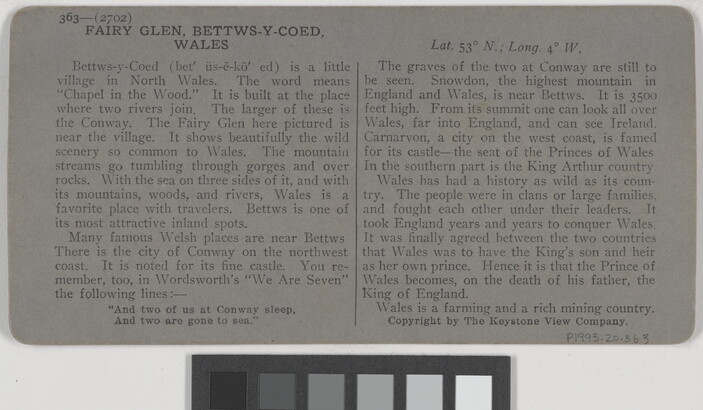 363—(2702)
FAIRY GLEN, BETTWS-Y-COED,
WALES
Bettws-y-Coed (bet' üs-ē-kō' ed) is a little
village in North Wales. The word means
"Chapel in the Wood." It is built at the place
where two rivers join. The larger of these is
the Conway. The Fairy Glen here pictured is
near the village. It shows beautifully the wild
scenery so common to Wales. The mountain
streams go tumbling through gorges and over
rocks. With the sea on three sides of it, and with
its mountains, woods, and rivers, Wales is a
favorite place with travelers. Bettws is one of
its most attractive inland spots.
Many famous Welsh places are near Bettws
There is the city of Conway on the northwest
coast. It is noted for its fine castle. You re-
member, too, in Wordsworth's "We Are Seven"
the following lines:—
"And two of us at Conway sleep,
And two are gone to sea."
Lat. 53° N.; Long. 4° W.
The graves of the two at Conway are still to
be seen. Snowdon, the highest mountain in
England and Wales, is near Bettws. It is 3500
feet high. From its summit one can look all over
Wales, far into England, and can see Ireland.
Carnarvon, a city on the west coast, is famed
for its castle—the seat of the Princes of Wales
In the southern part is the King Arthur country
Wales has had a history as wild as its coun-
try. The people were in clans or large families,
and fought each other under their leaders. It
took England years and years to conquer Wales
It was finally agreed between the two countries
that Wales was to have the King's son and heir
as her own prince. Hence it is that the Prince of
Wales becomes, on the death of his father, the
King of England.
Wales is a farming and a rich mining country.
Copyright by The Keystone View Company.
P1995.20.363